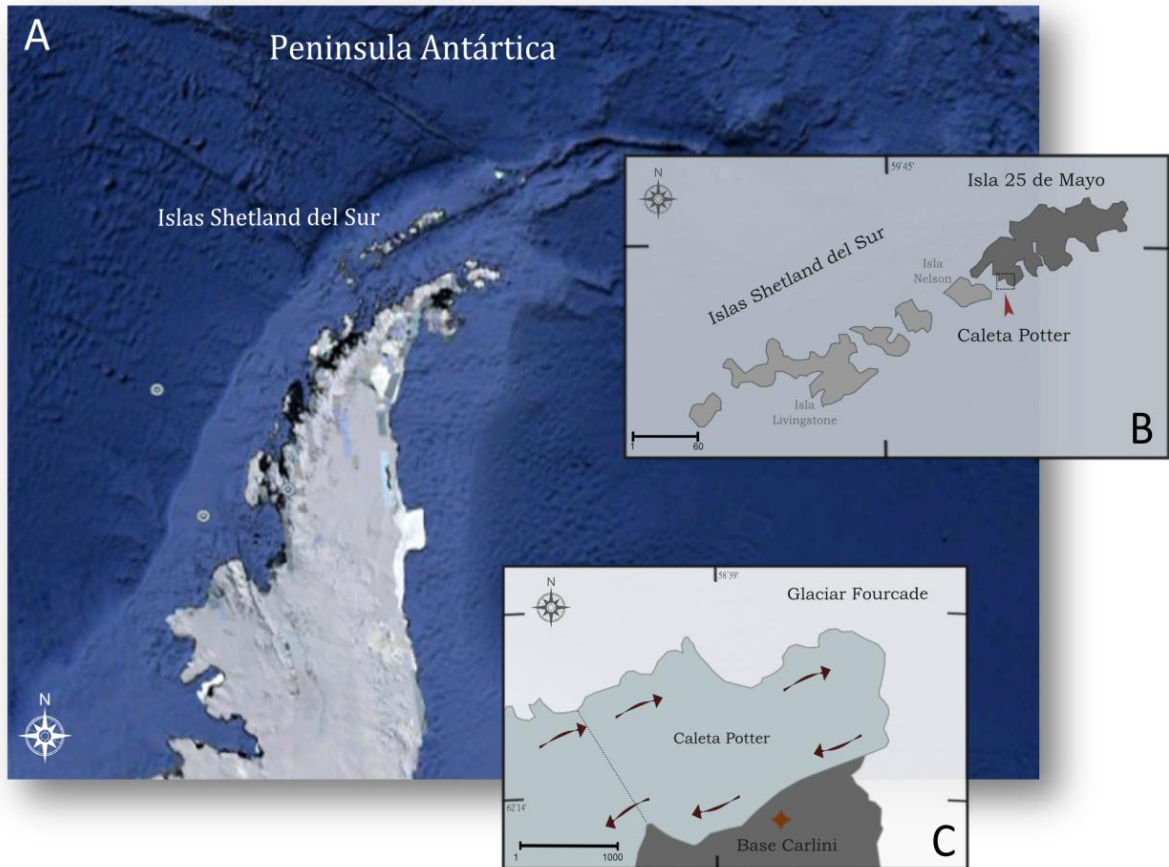 A
Peninsula Antártica
Islas Shetland del Sur
N
N
59°45'
Isla 25 de Mayo
Islas Shetland del Sur
Isla
Nelson
Caleta Potter
Isla
Livingstone
1
60
B
N
58°39'
Glaciar Fourcade
Caleta Potter
62°14'
1
1000
Base Carlini
C